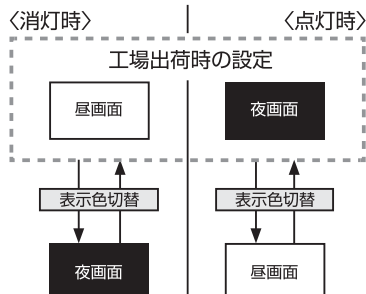 〈消灯時〉
〈点灯時〉
工場出荷時の設定
昼画面
夜画面
表示色切替
表示色切替
夜画面
昼画面